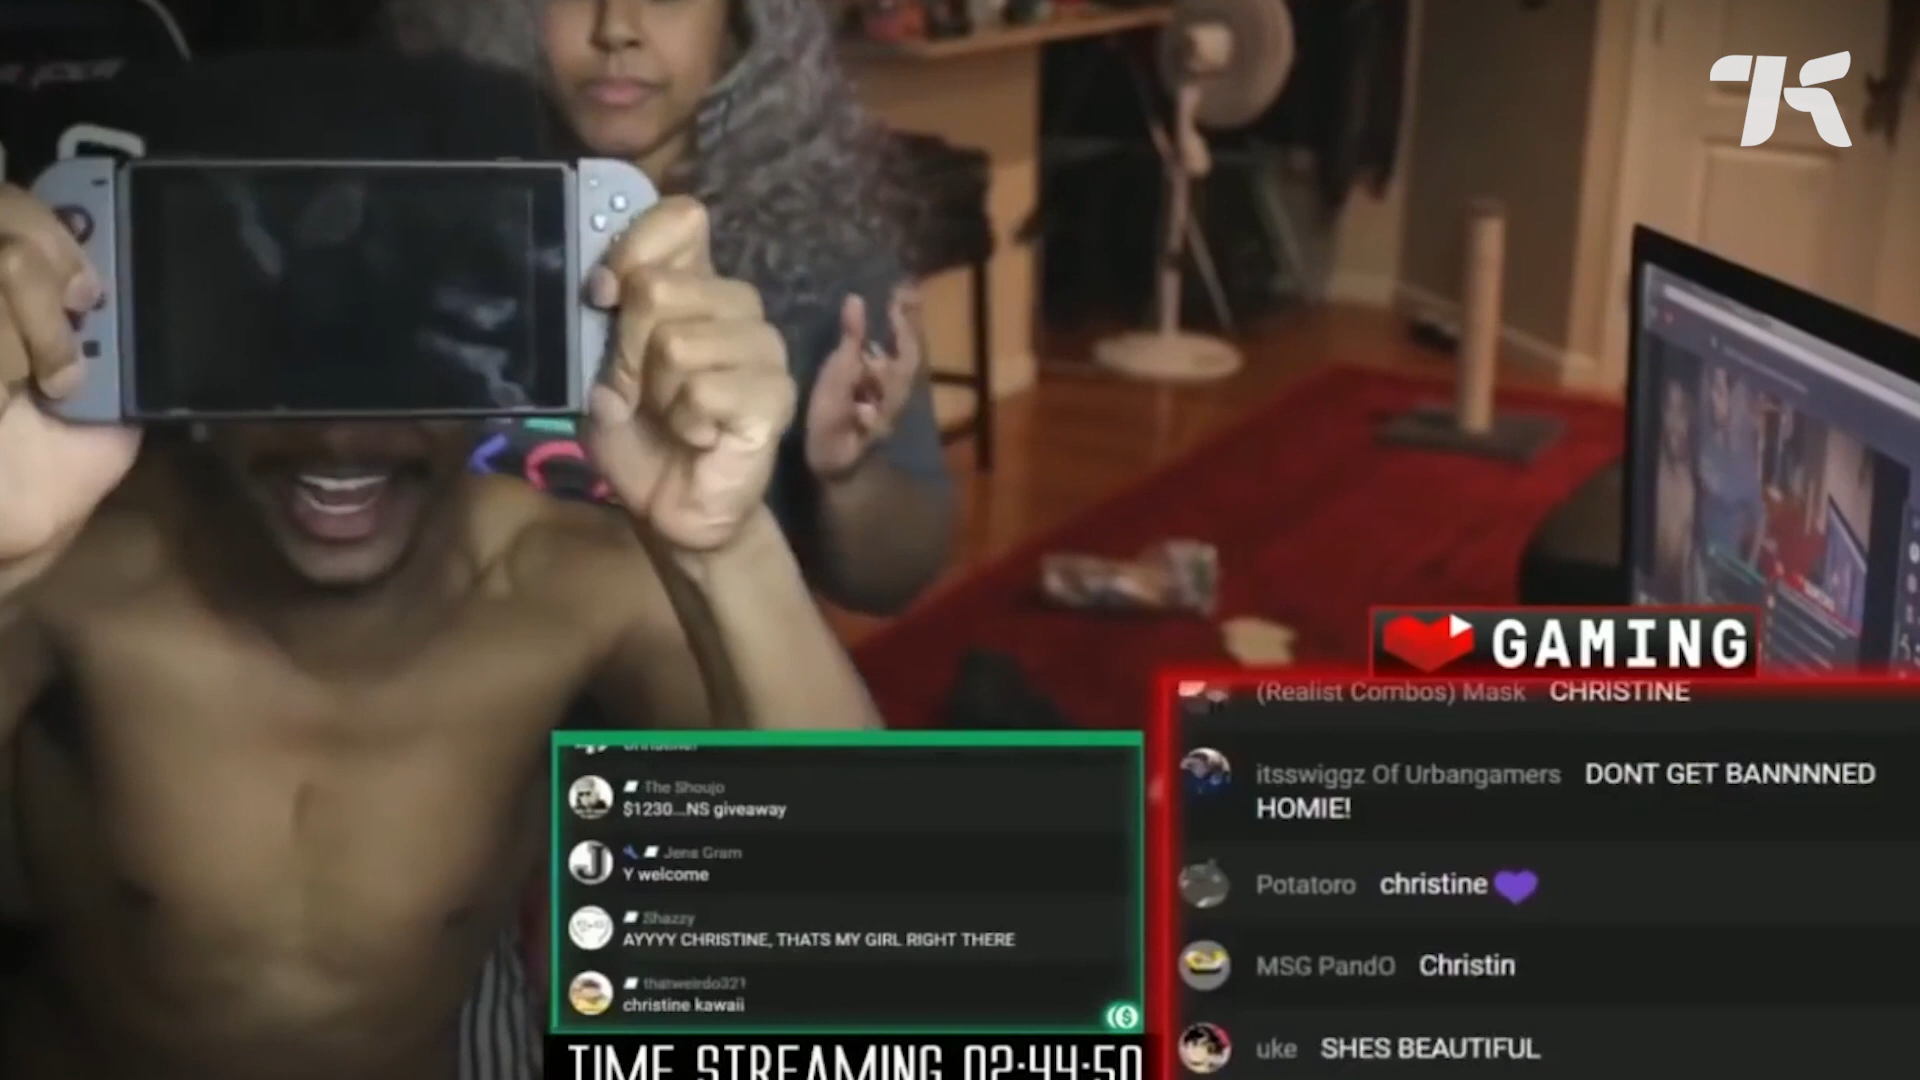 GAMING
(Realist Combos) Mask CHRISTINE
itsswiggz Of Urbangamers DONT GET BANNNNED
HOMIE!
Potatoro christine
MSG PandO Christin
uke SHES BEAUTIFUL
The Shoujo
$1230...NS giveaway
J
Jens Gram
Y welcome
Shazzy
AYYYY CHRISTINE, THATS MY GIRL RIGHT THERE
thatweirdo321
christine kawaii
TIME STREAMING 02:44:50